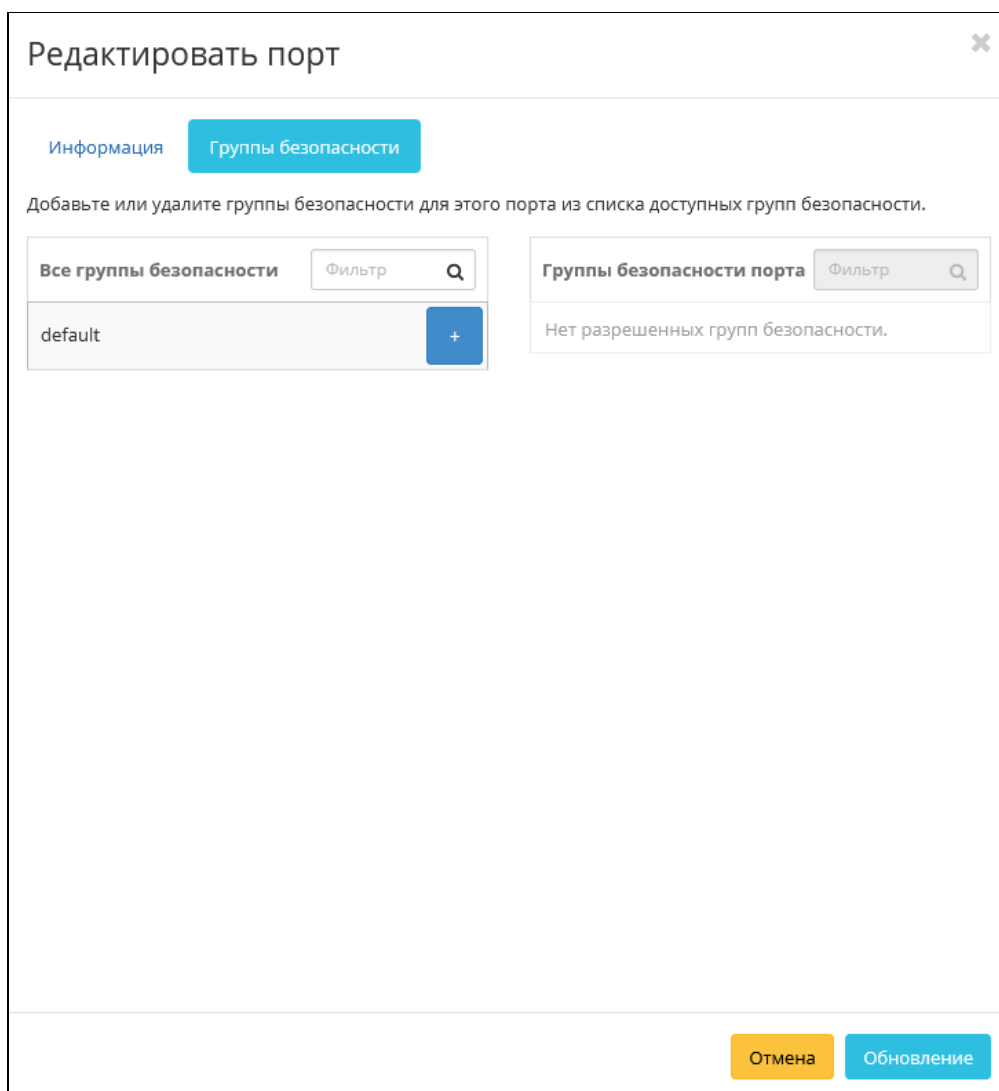 Редактировать порт
Информация
Группы безопасности
Добавьте или удалите группы безопасности для этого порта из списка доступных групп безопасности.
Все группы безопасности
Фильтр
Группы безопасности порта
Фильтр
default
+
Нет разрешенных групп безопасности.
Отмена
Обновление